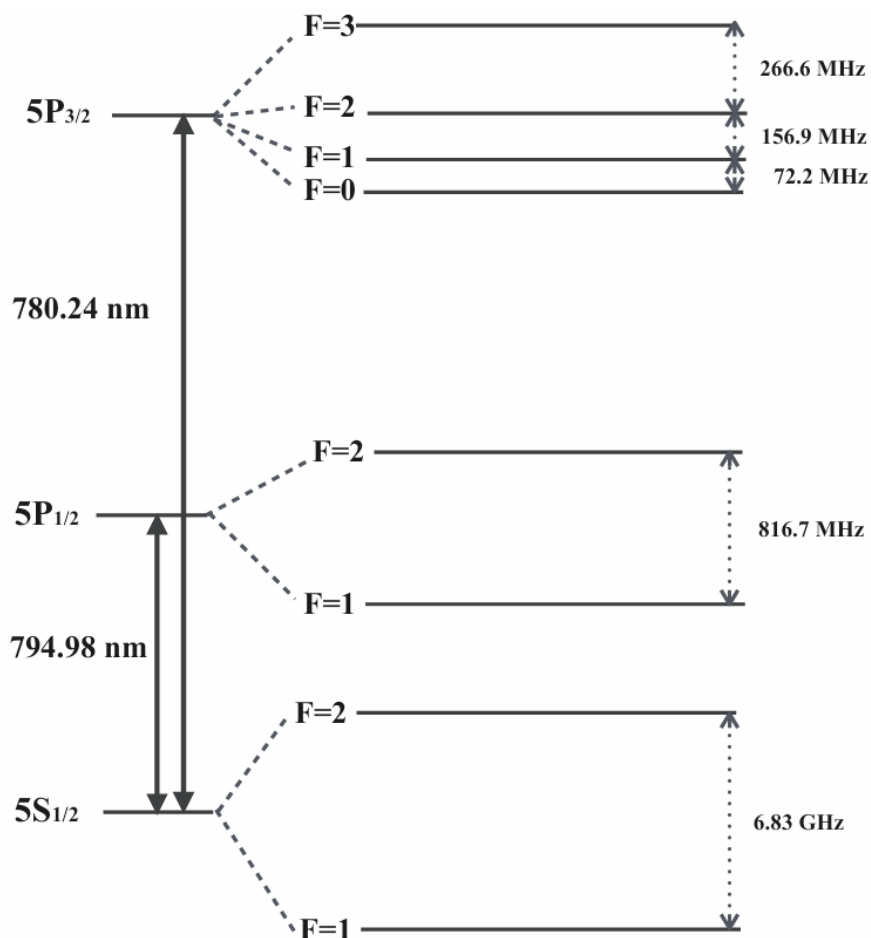 F=3
266.6 MHz
5P3/2
F=2
156.9 MHz
F=1
72.2 MHz
F=0
780.24 nm
F=2
5P1/2
816.7 MHz
F=1
794.98 nm
F=2
5S1/2
6.83 GHz
F=1